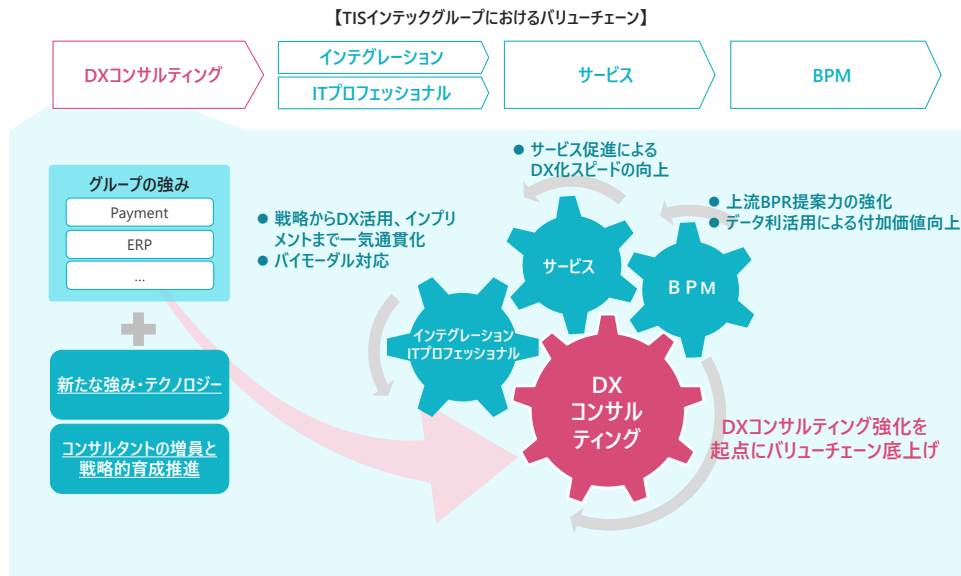 【TISインテックグループにおけるバリューチェーン】
DXコンサルティング
インテグレーション
ITプロフェッショナル
サービス
BPM
グループの強み
Payment
ERP
...
新たな強み・テクノロジー
コンサルタントの増員と
戦略的育成推進
● 戦略からDX活用、インプリ
メントまで一気通貫化
● バイモーダル対応
● サービス促進による
DX化スピードの向上
● 上流BPR提案力の強化
● データ利活用による付加価値向上
インテグレーション
ITプロフェッショナル
サービス
ＢＰＭ
DX
コンサル
ティング
DXコンサルティング強化を
起点にバリューチェーン底上げ